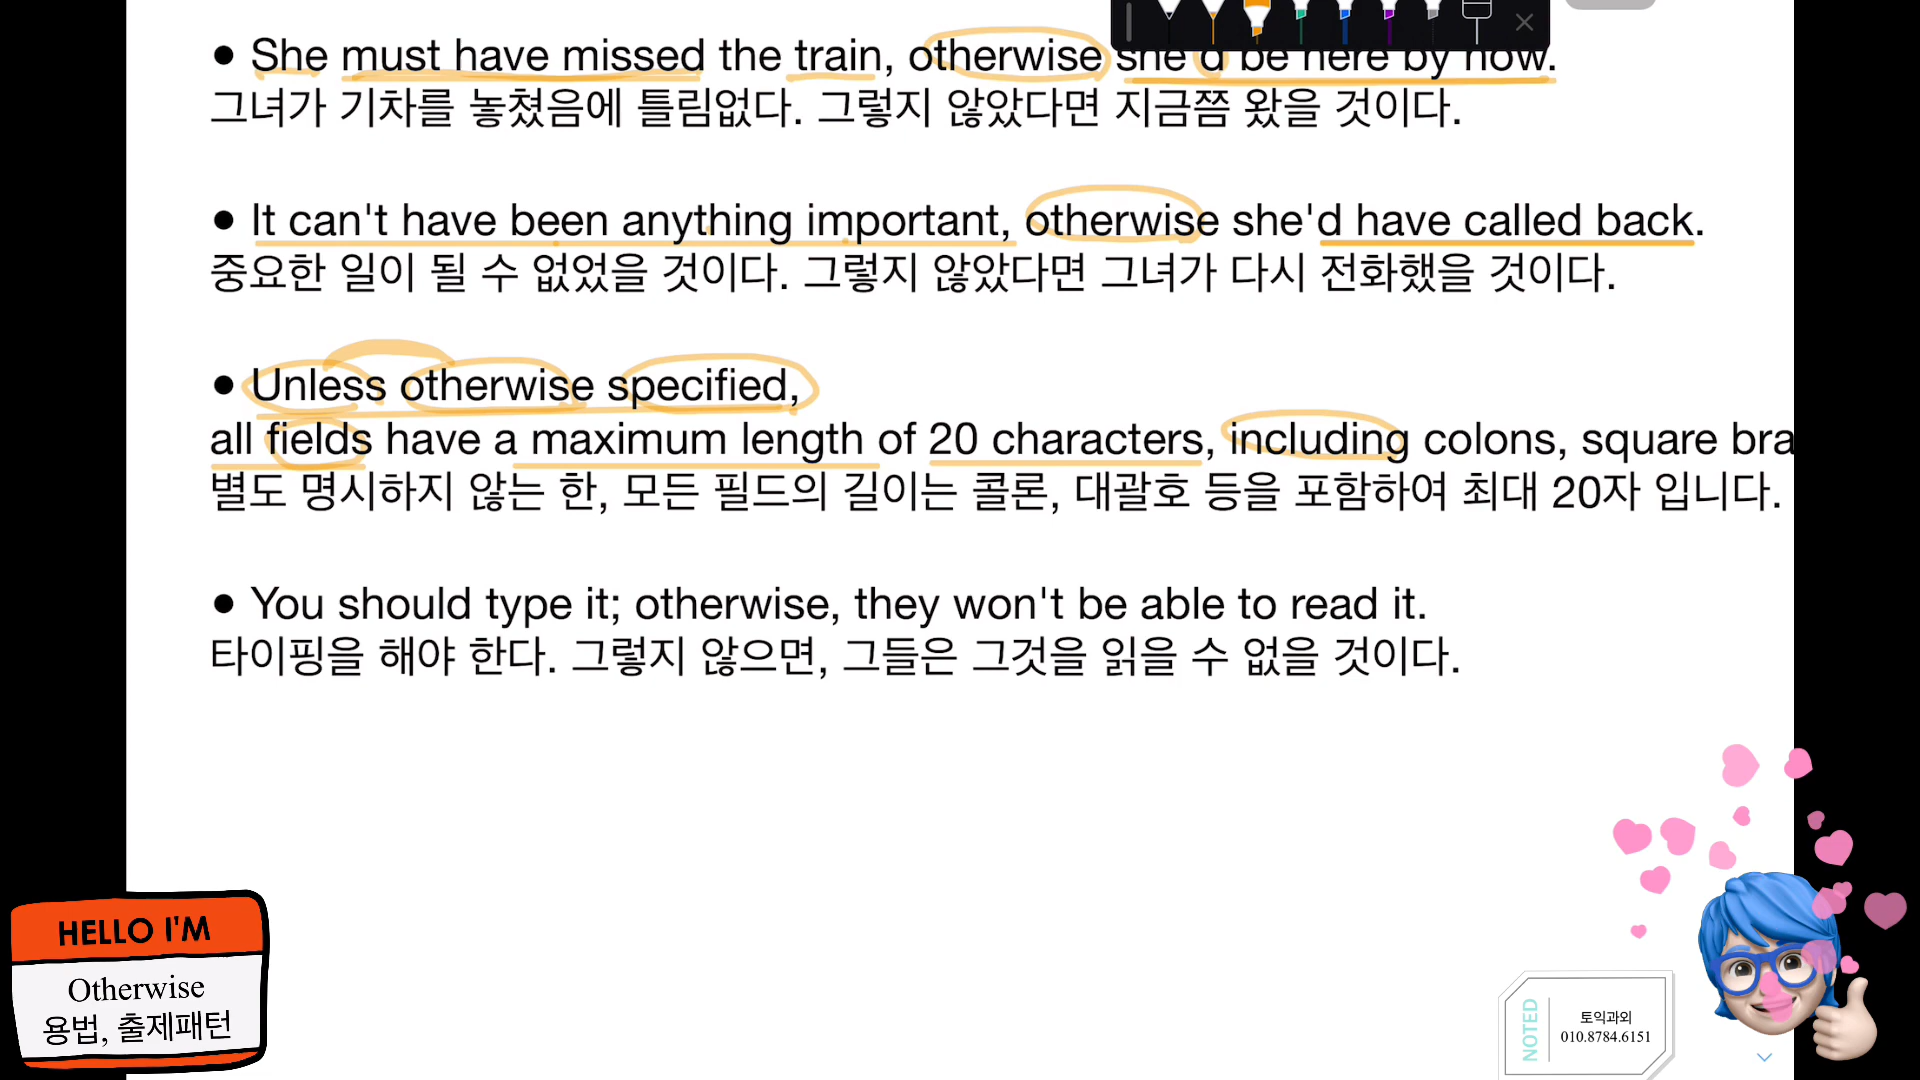 ● She must have missed the train, otherwise she'd be here by now.
그녀가 기차를 놓쳤음에 틀림없다. 그렇지 않았다면 지금쯤 왔을 것이다.
● It can't have been anything important, otherwise she'd have called back.
중요한 일이 될 수 없었을 것이다. 그렇지 않았다면 그녀가 다시 전화했을 것이다.
● Unless otherwise specified,
all fields have a maximum length of 20 characters, including colons, square bra
별도 명시하지 않는 한, 모든 필드의 길이는 콜론, 대괄호 등을 포함하여 최대 20자 입니다.
● You should type it; otherwise, they won't be able to read it.
타이핑을 해야 한다. 그렇지 않으면, 그들은 그것을 읽을 수 없을 것이다.
HELLO I'M
Otherwise
용법, 출제패턴
NOTED
토익과외
010.8784.6151